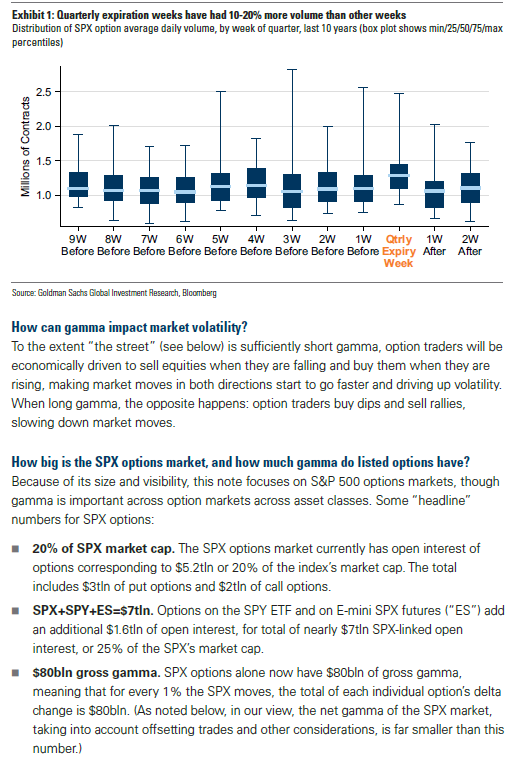 Exhibit 1: Quarterly expiration weeks have had 10-20% more volume than other weeks
Distribution of SPX option average daily volume, by week of quarter, last 10 years (box plot shows min/25/50/75/max
percentiles)
Millions of Contracts
2.5
2.0
1.5
1.0
9W 8W 7W 6W 5W 4W 3W 2W 1W Qtrly 1W 2W
Before Before Before Before Before Before Before Before Before Expiry After After
Week
Source: Goldman Sachs Global Investment Research, Bloomberg
How can gamma impact market volatility?
To the extent "the street" (see below) is sufficiently short gamma, option traders will be
economically driven to sell equities when they are falling and buy them when they are
rising, making market moves in both directions start to go faster and driving up volatility.
When long gamma, the opposite happens: option traders buy dips and sell rallies,
slowing down market moves.
How big is the SPX options market, and how much gamma do listed options have?
Because of its size and visibility, this note focuses on S&P 500 options markets, though
gamma is important across option markets across asset classes. Some "headline"
numbers for SPX options:
■ 20% of SPX market cap. The SPX options market currently has open interest of
options corresponding to $5.2tln or 20% of the index's market cap. The total
includes $3tln of put options and $2tln of call options.
■ SPX+SPY+ES=$7tln. Options on the SPY ETF and on E-mini SPX futures ("ES") add
an additional $1.6tln of open interest, for total of nearly $7tln SPX-linked open
interest, or 25% of the SPX's market cap.
■ $80bln gross gamma. SPX options alone now have $80bln of gross gamma,
meaning that for every 1% the SPX moves, the total of each individual option's delta
change is $80bln. (As noted below, in our view, the net gamma of the SPX market,
taking into account offsetting trades and other considerations, is far smaller than this
number.)